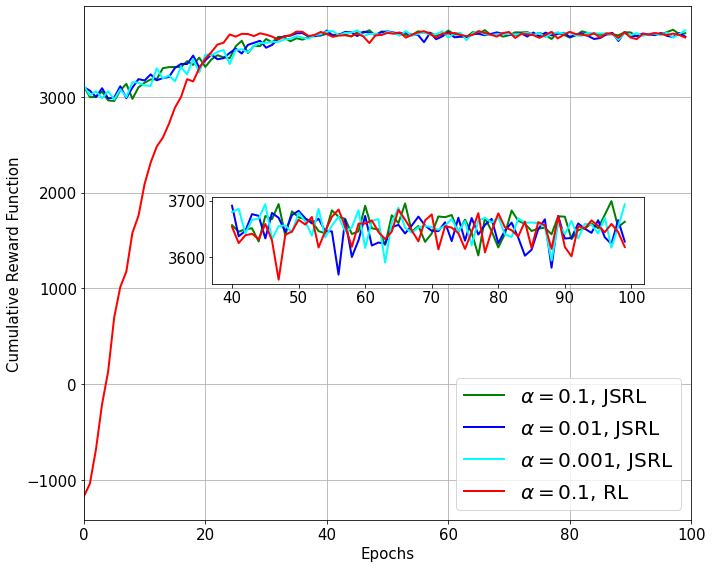 Cumulative Reward Function
3000
2000
1000
0
−1000
3700
3600
40 50 60 70 80 90 100
α = 0.1, JSRL
α = 0.01, JSRL
α = 0.001, JSRL
α = 0.1, RL
0 20 40 60 80 100
Epochs